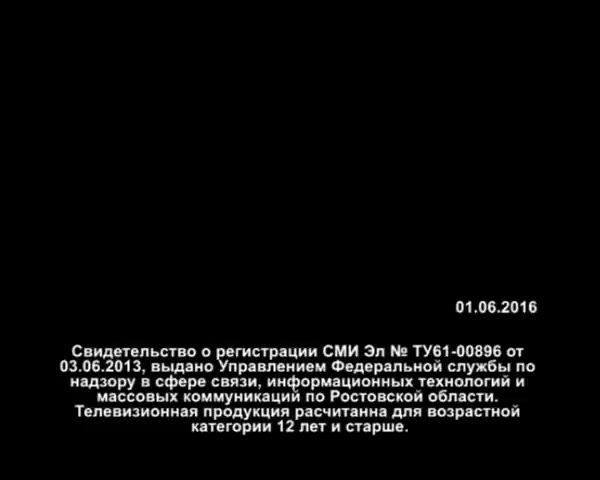 01.06.2016
Свидетельство о регистрации СМИ Эл № ТУ61-00896 от
03.06.2013, выдано Управлением Федеральной службы по
надзору в сфере связи, информационных технологий и
массовых коммуникаций по Ростовской области.
Телевизионная продукция расчитанна для возрастной
категории 12 лет и старше.